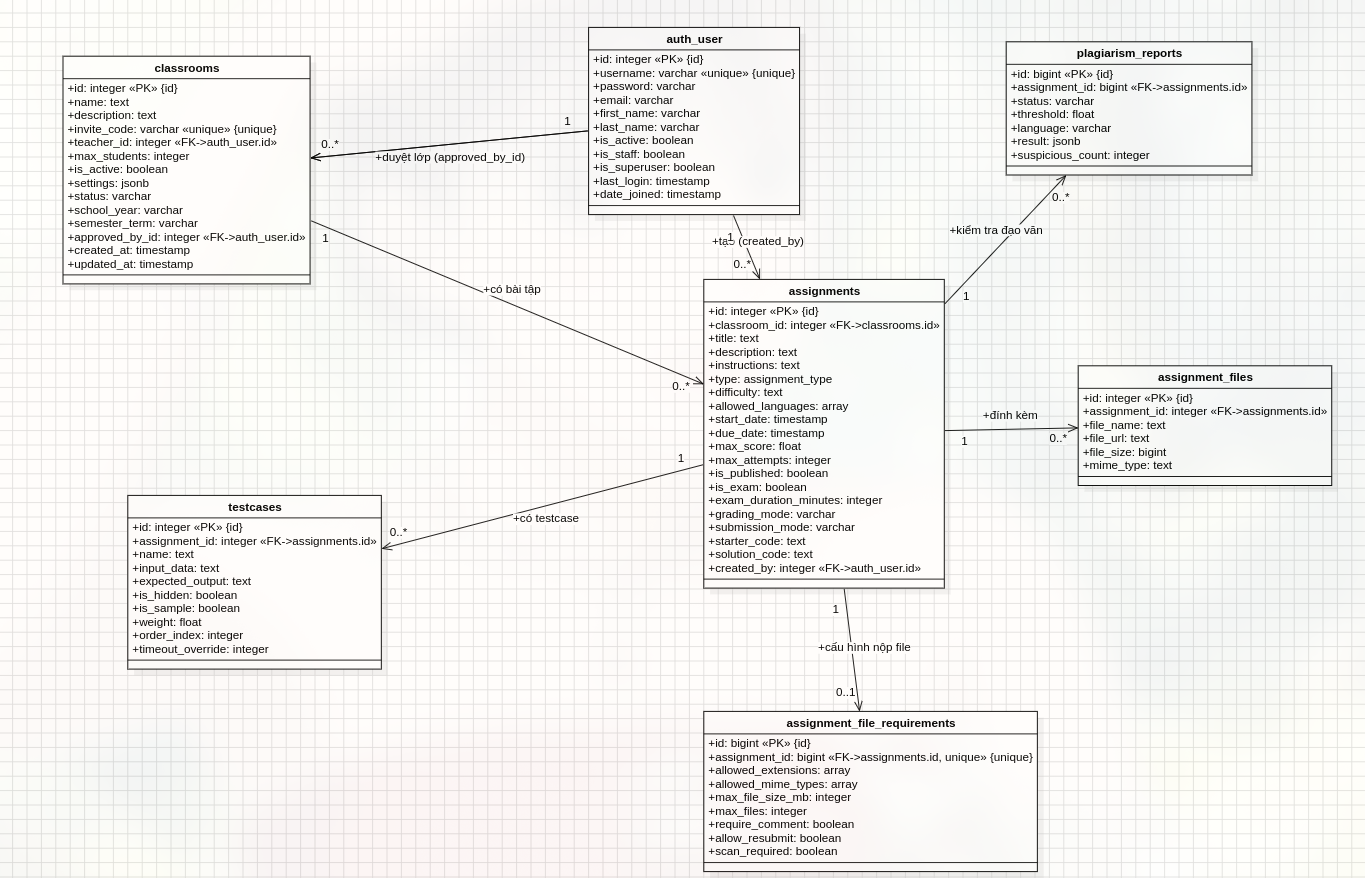 classrooms
+id: integer «PK» {id}
+name: text
+description: text
+invite_code: varchar «unique» {unique}
+teacher_id: integer «FK->auth_user.id»
+max_students: integer
+is_active: boolean
+settings: jsonb
+status: varchar
+school_year: varchar
+semester_term: varchar
+approved_by_id: integer «FK->auth_user.id»
+created_at: timestamp
+updated_at: timestamp
auth_user
+id: integer «PK» {id}
+username: varchar «unique» {unique}
+password: varchar
+email: varchar
+first_name: varchar
+last_name: varchar
+is_active: boolean
+is_staff: boolean
+is_superuser: boolean
+last_login: timestamp
+date_joined: timestamp
plagiarism_reports
+id: bigint «PK» {id}
+assignment_id: bigint «FK->assignments.id»
+status: varchar
+threshold: float
+language: varchar
+result: jsonb
+suspicious_count: integer
1
0..*
+duyệt lớp (approved_by_id)
1
+tạo (created_by)
0..*
0..*
+kiểm tra đạo văn
1
1
+có bài tập
0..*
assignments
+id: integer «PK» {id}
+classroom_id: integer «FK->classrooms.id»
+title: text
+description: text
+instructions: text
+type: assignment_type
+difficulty: text
+allowed_languages: array
+start_date: timestamp
+due_date: timestamp
+max_score: float
+max_attempts: integer
+is_published: boolean
+is_exam: boolean
+exam_duration_minutes: integer
+grading_mode: varchar
+submission_mode: varchar
+starter_code: text
+solution_code: text
+created_by: integer «FK->auth_user.id»
+đính kèm
1
0..*
assignment_files
+id: integer «PK» {id}
+assignment_id: integer «FK->assignments.id»
+file_name: text
+file_url: text
+file_size: bigint
+mime_type: text
1
+có testcase
0..*
testcases
+id: integer «PK» {id}
+assignment_id: integer «FK->assignments.id»
+name: text
+input_data: text
+expected_output: text
+is_hidden: boolean
+is_sample: boolean
+weight: float
+order_index: integer
+timeout_override: integer
1
+cấu hình nộp file
0..1
assignment_file_requirements
+id: bigint «PK» {id}
+assignment_id: bigint «FK->assignments.id, unique» {unique}
+allowed_extensions: array
+allowed_mime_types: array
+max_file_size_mb: integer
+max_files: integer
+require_comment: boolean
+allow_resubmit: boolean
+scan_required: boolean